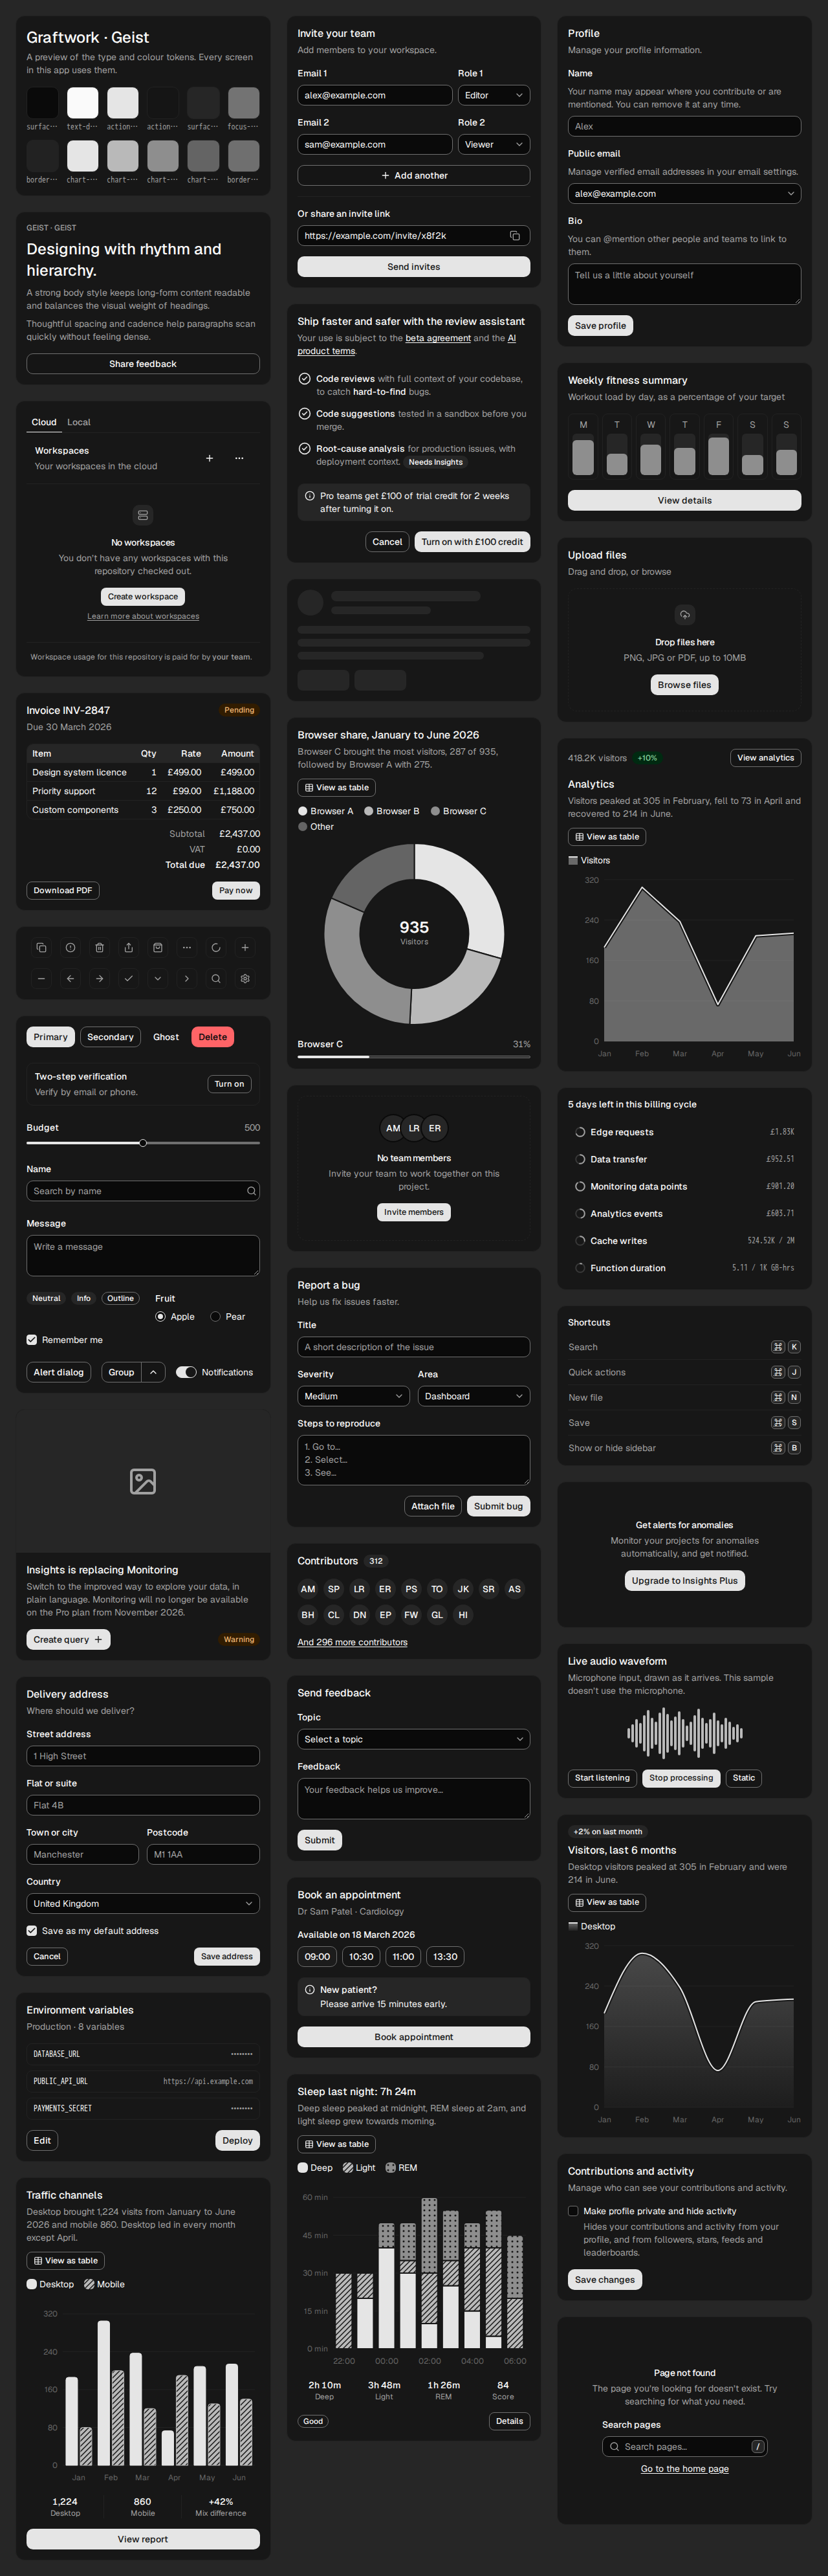 Graftwork · Geist
A preview of the type and colour tokens. Every screen
in this app uses them.
surfac… text-d… action… action… surfac… focus-…
border… chart-… chart-… chart-… chart-… border…
GEIST · GEIST
Designing with rhythm and
hierarchy.
A strong body style keeps long-form content readable
and balances the visual weight of headings.
Thoughtful spacing and cadence help paragraphs scan
quickly without feeling dense.
Share feedback
Cloud Local
Workspaces
Your workspaces in the cloud
No workspaces
You don't have any workspaces with this
repository checked out.
Create workspace
Learn more about workspaces
Workspace usage for this repository is paid for by your team.
Invoice INV-2847 Pending
Due 30 March 2026
Item Qty Rate Amount
Design system licence 1 £499.00 £499.00
Priority support 12 £99.00 £1,188.00
Custom components 3 £250.00 £750.00
Subtotal £2,437.00
VAT £0.00
Total due £2,437.00
Download PDF Pay now
Primary Secondary Ghost Delete
Two-step verification
Verify by email or phone.
Turn on
Budget 500
Name
Search by name
Message
Write a message
Neutral Info Outline
Fruit
Apple Pear
Remember me
Alert dialog Group Notifications
Insights is replacing Monitoring
Switch to the improved way to explore your data, in
plain language. Monitoring will no longer be available
on the Pro plan from November 2026.
Create query Warning
Delivery address
Where should we deliver?
Street address
1 High Street
Flat or suite
Flat 4B
Town or city Postcode
Manchester M1 1AA
Country
United Kingdom
Save as my default address
Cancel Save address
Environment variables
Production · 8 variables
DATABASE_URL ••••••••
PUBLIC_API_URL https://api.example.com
PAYMENTS_SECRET ••••••••
Edit Deploy
Traffic channels
Desktop brought 1,224 visits from January to June
2026 and mobile 860. Desktop led in every month
except April.
View as table
Desktop Mobile
320
240
160
80
0
Jan Feb Mar Apr May Jun
1,224 860 +42%
Desktop Mobile Mix difference
View report
Invite your team
Add members to your workspace.
Email 1 Role 1
alex@example.com Editor
Email 2 Role 2
sam@example.com Viewer
Add another
Or share an invite link
https://example.com/invite/x8f2k
Send invites
Ship faster and safer with the review assistant
Your use is subject to the beta agreement and the AI
product terms.
Code reviews with full context of your codebase,
to catch hard-to-find bugs.
Code suggestions tested in a sandbox before you
merge.
Root-cause analysis for production issues, with
deployment context. Needs Insights
Pro teams get £100 of trial credit for 2 weeks
after turning it on.
Cancel Turn on with £100 credit
Browser share, January to June 2026
Browser C brought the most visitors, 287 of 935,
followed by Browser A with 275.
View as table
Browser A Browser B Browser C
Other
935
Visitors
Browser C 31%
AM LR ER
No team members
Invite your team to work together on this
project.
Invite members
Report a bug
Help us fix issues faster.
Title
A short description of the issue
Severity Area
Medium Dashboard
Steps to reproduce
1. Go to…
2. Select…
3. See…
Attach file Submit bug
Contributors 312
AM SP LR ER PS TO JK SR AS
BH CL DN EP FW GL HI
And 296 more contributors
Send feedback
Topic
Select a topic
Feedback
Your feedback helps us improve…
Submit
Book an appointment
Dr Sam Patel · Cardiology
Available on 18 March 2026
09:00 10:30 11:00 13:30
New patient?
Please arrive 15 minutes early.
Book appointment
Sleep last night: 7h 24m
Deep sleep peaked at midnight, REM sleep at 2am, and
light sleep grew towards morning.
View as table
Deep Light REM
60 min
45 min
30 min
15 min
0 min
22:00 00:00 02:00 04:00 06:00
2h 10m 3h 48m 1h 26m 84
Deep Light REM Score
Good Details
Profile
Manage your profile information.
Name
Your name may appear where you contribute or are
mentioned. You can remove it at any time.
Alex
Public email
Manage verified email addresses in your email settings.
alex@example.com
Bio
You can @mention other people and teams to link to
them.
Tell us a little about yourself
Save profile
Weekly fitness summary
Workout load by day, as a percentage of your target
M T W T F S S
View details
Upload files
Drag and drop, or browse
Drop files here
PNG, JPG or PDF, up to 10MB
Browse files
418.2K visitors +10% View analytics
Analytics
Visitors peaked at 305 in February, fell to 73 in April and
recovered to 214 in June.
View as table
Visitors
320
240
160
80
0
Jan Feb Mar Apr May Jun
5 days left in this billing cycle
Edge requests £1.83K
Data transfer £952.51
Monitoring data points £901.20
Analytics events £603.71
Cache writes 524.52K / 2M
Function duration 5.11 / 1K GB-hrs
Shortcuts
Search ⌘ K
Quick actions ⌘ J
New file ⌘ N
Save ⌘ S
Show or hide sidebar ⌘ B
Get alerts for anomalies
Monitor your projects for anomalies
automatically, and get notified.
Upgrade to Insights Plus
Live audio waveform
Microphone input, drawn as it arrives. This sample
doesn't use the microphone.
Start listening Stop processing Static
+2% on last month
Visitors, last 6 months
Desktop visitors peaked at 305 in February and were
214 in June.
View as table
Desktop
320
240
160
80
0
Jan Feb Mar Apr May Jun
Contributions and activity
Manage who can see your contributions and activity.
Make profile private and hide activity
Hides your contributions and activity from your
profile, and from followers, stars, feeds and
leaderboards.
Save changes
Page not found
The page you're looking for doesn't exist. Try
searching for what you need.
Search pages
Search pages… /
Go to the home page